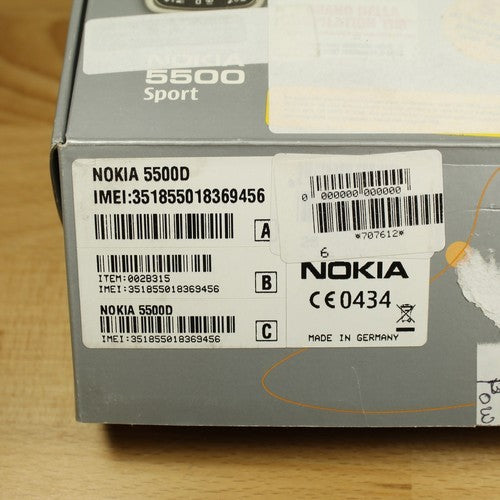 5500
Sport
NOKIA 5500D
IMEI:351855018369456
A
ITEM:0028315
IMEI:351855018369456
B
NOKIA 5500D
IMEI:351855018369456
C
0 000000 000000
*707612*
6
NOKIA
CE0434
MADE IN GERMANY